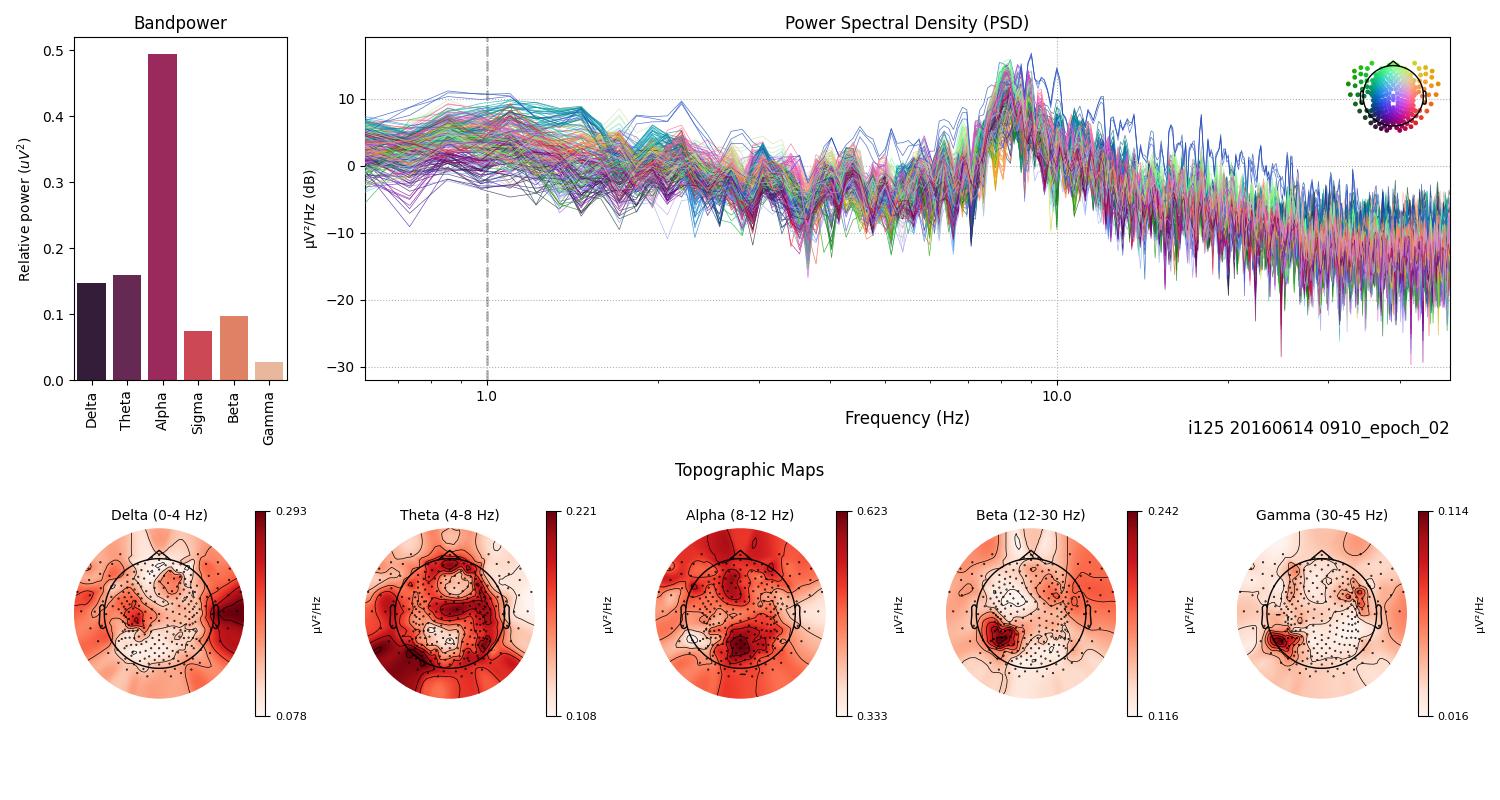 Bandpower
Power Spectral Density (PSD)
Relative power (uV²)
0.5
0.4
0.3
0.2
0.1
0.0
Delta
Theta
Alpha
Sigma
Beta
Gamma
µV²/Hz (dB)
10
0
−10
−20
−30
1.0
10.0
Frequency (Hz)
i125 20160614 0910_epoch_02
Topographic Maps
Delta (0-4 Hz)
0.293
0.078
µV²/Hz
Theta (4-8 Hz)
0.221
0.108
µV²/Hz
Alpha (8-12 Hz)
0.623
0.333
µV²/Hz
Beta (12-30 Hz)
0.242
0.116
µV²/Hz
Gamma (30-45 Hz)
0.114
0.016
µV²/Hz